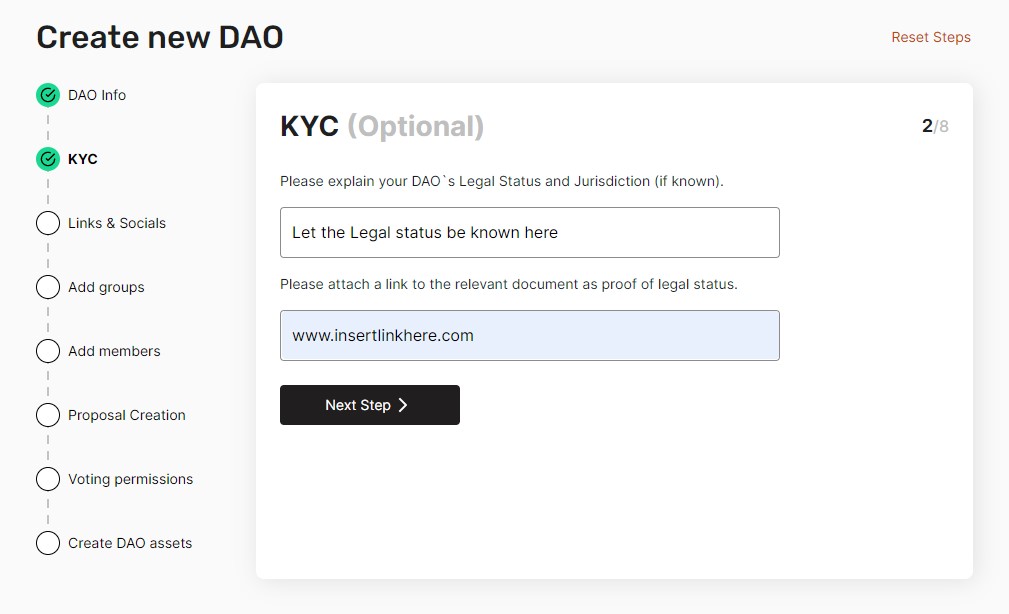 Create new DAO
Reset Steps
DAO Info
KYC
Links & Socials
Add groups
Add members
Proposal Creation
Voting permissions
Create DAO assets
KYC (Optional)
2/8
Please explain your DAO`s Legal Status and Jurisdiction (if known).
Let the Legal status be known here
Please attach a link to the relevant document as proof of legal status.
www.insertlinkhere.com
Next Step